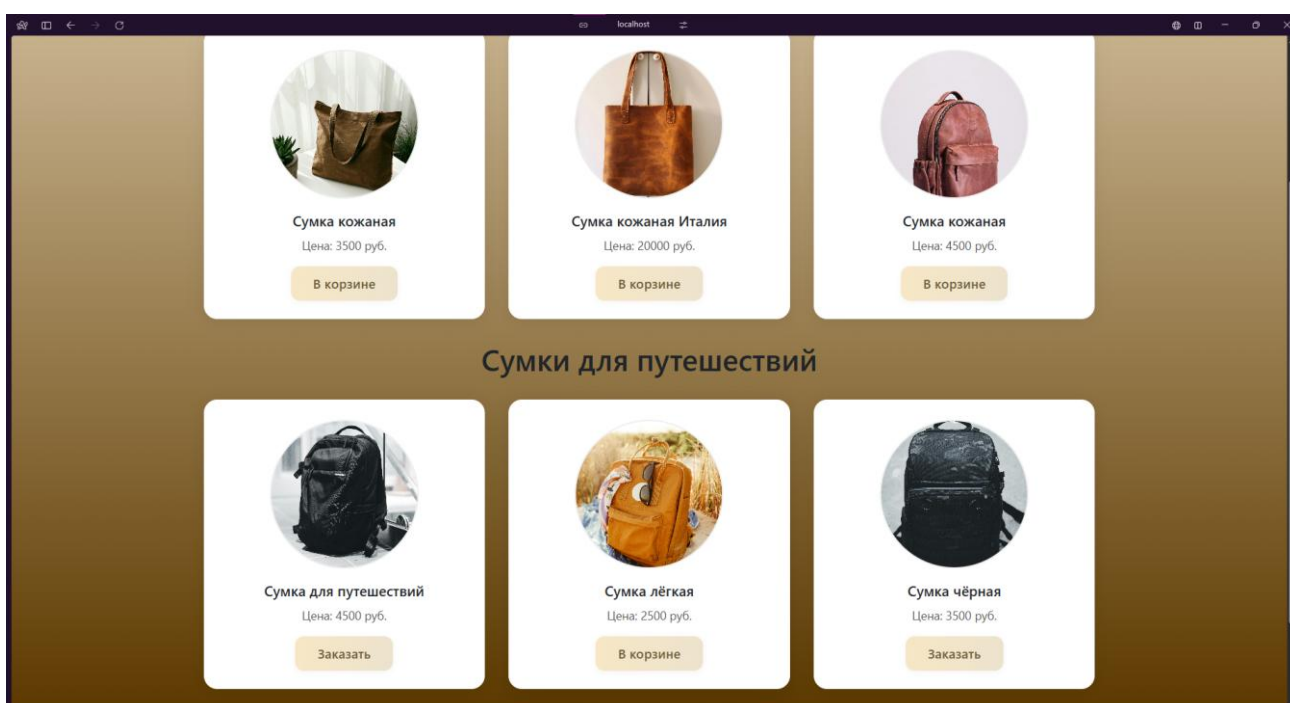 localhost
Сумка кожаная
Цена: 3500 руб.
В корзине
Сумка кожаная Италия
Цена: 20000 руб.
В корзине
Сумка кожаная
Цена: 4500 руб.
В корзине
Сумки для путешествий
Сумка для путешествий
Цена: 4500 руб.
Заказать
Сумка лёгкая
Цена: 2500 руб.
В корзине
Сумка чёрная
Цена: 3500 руб.
Заказать